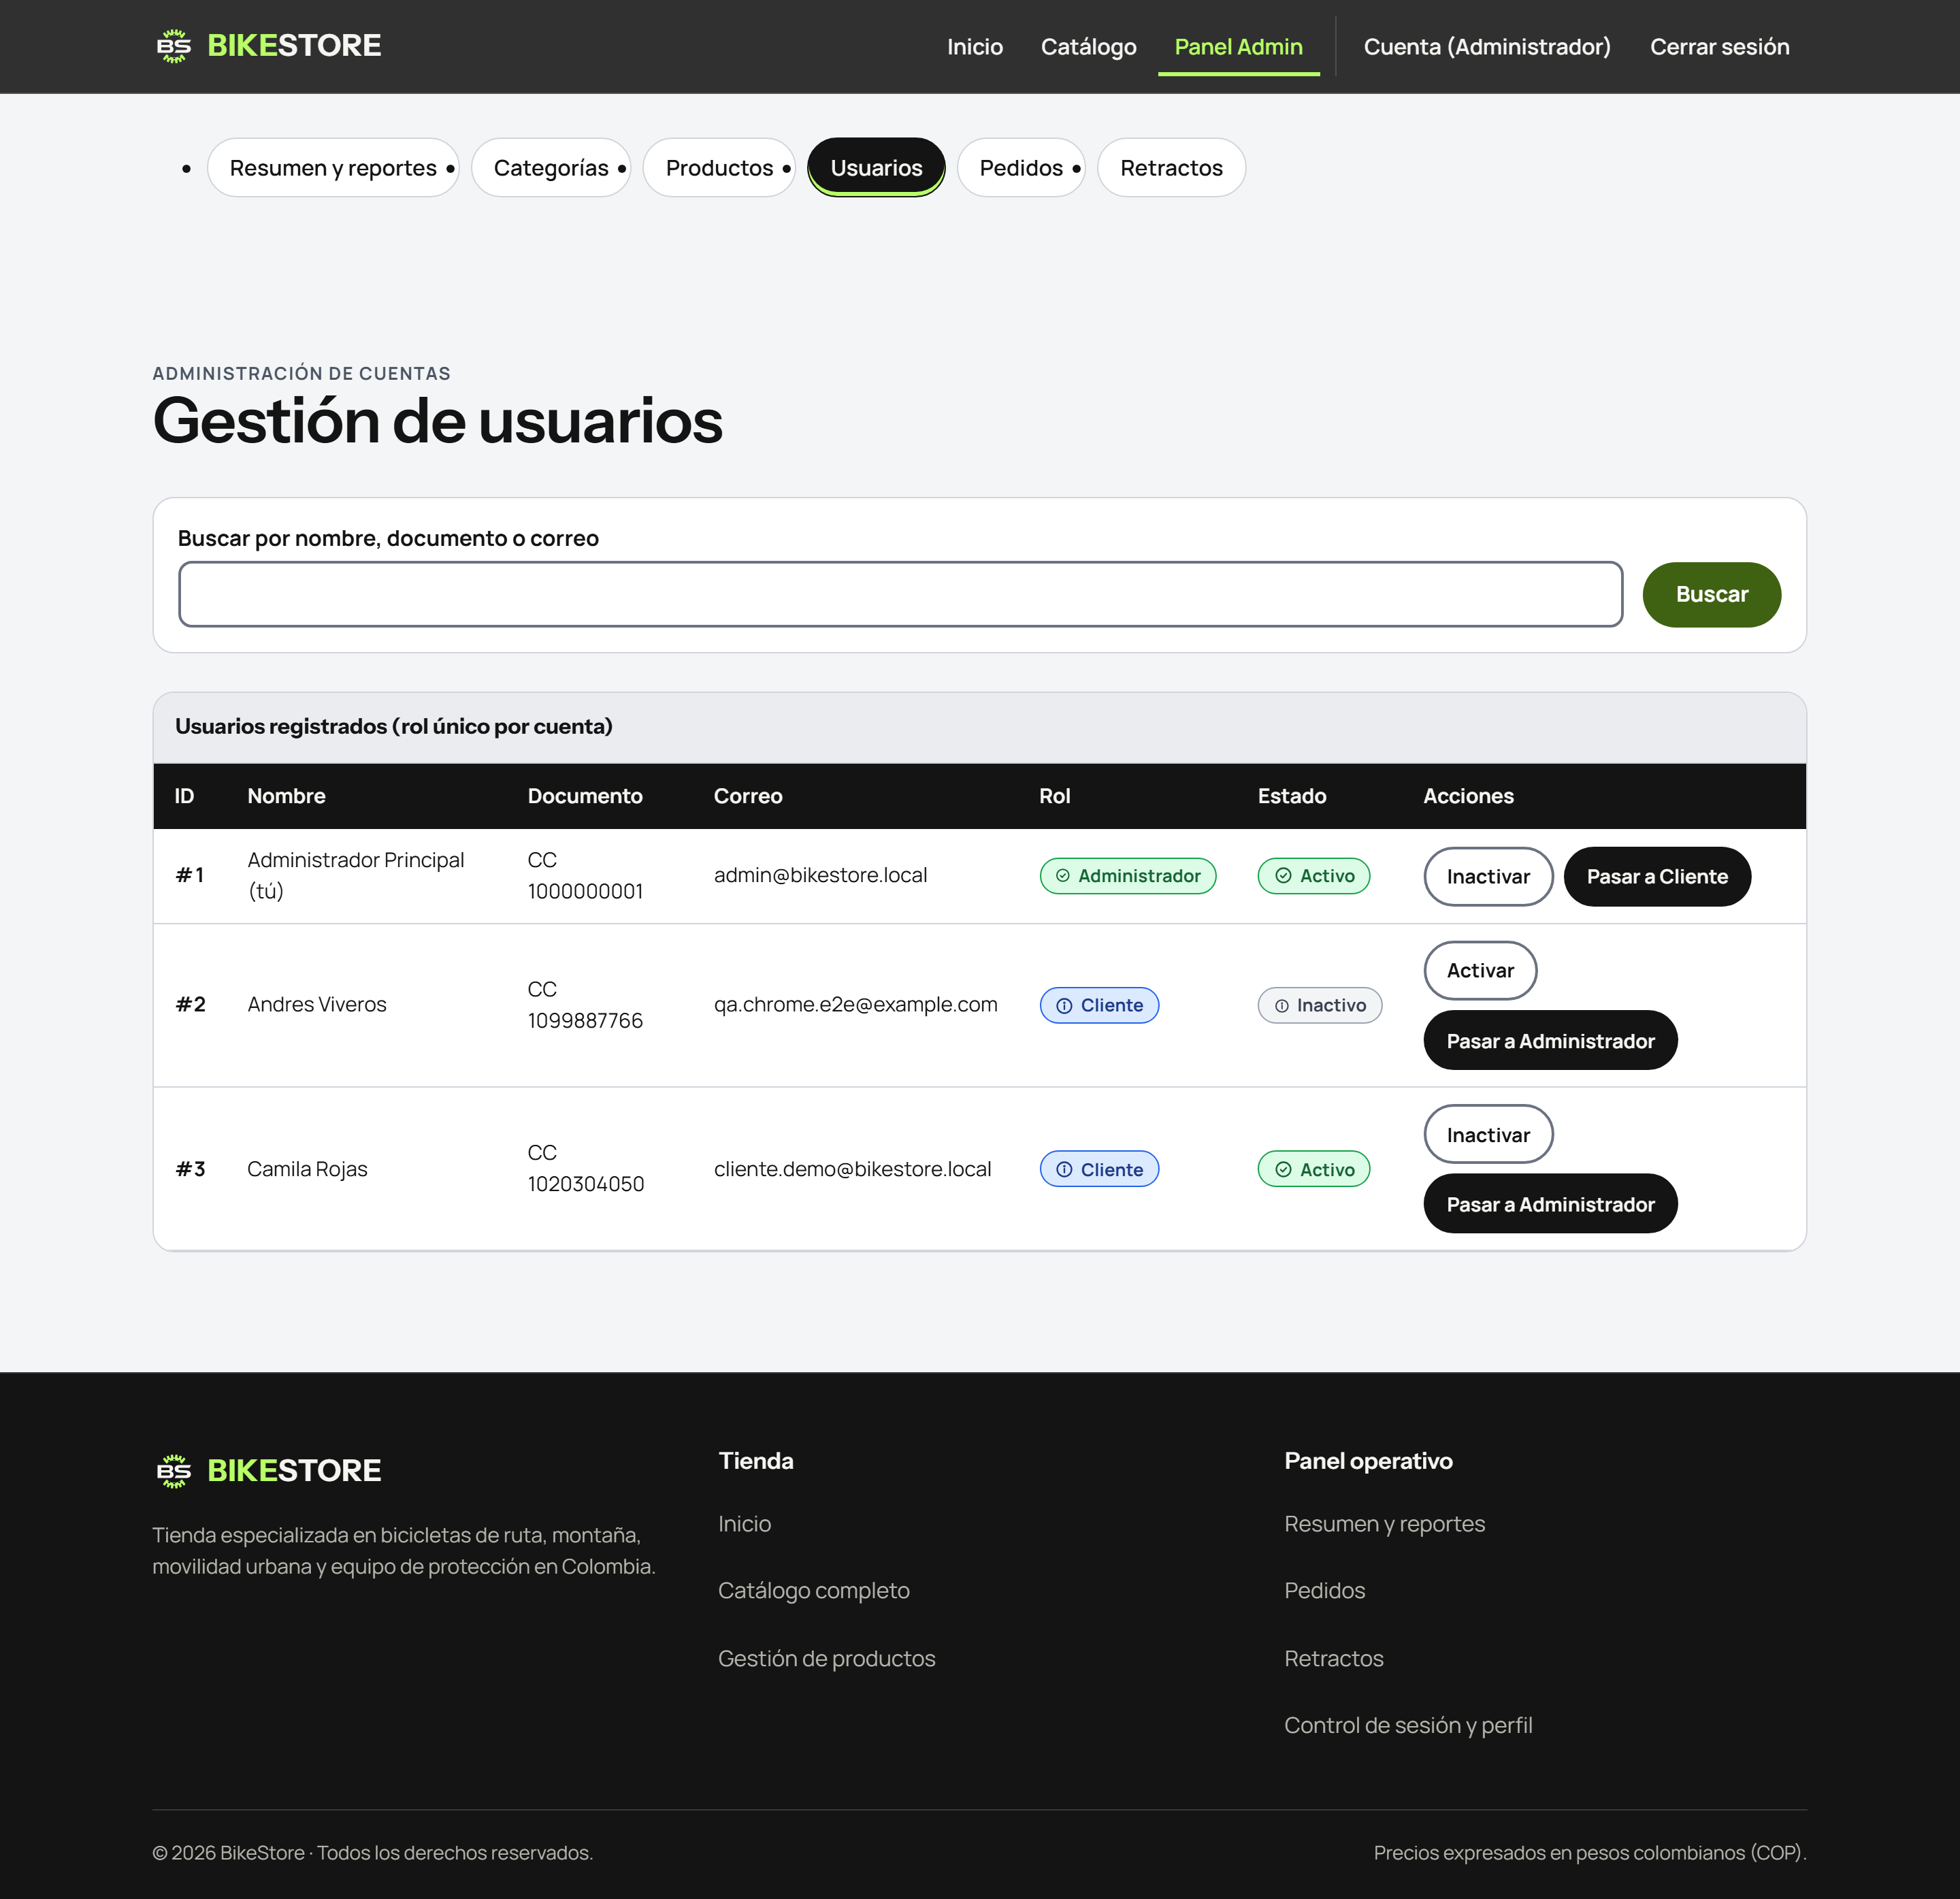 BS BIKESTORE
Inicio Catálogo Panel Admin Cuenta (Administrador) Cerrar sesión
• Resumen y reportes • Categorías • Productos • Usuarios Pedidos • Retractos
ADMINISTRACIÓN DE CUENTAS
Gestión de usuarios
Buscar por nombre, documento o correo
Buscar
Usuarios registrados (rol único por cuenta)
ID Nombre Documento Correo Rol Estado Acciones
#1 Administrador Principal (tú) CC 1000000001 admin@bikestore.local Administrador Activo Inactivar Pasar a Cliente
#2 Andres Viveros CC 1099887766 qa.chrome.e2e@example.com Cliente Inactivo Activar Pasar a Administrador
#3 Camila Rojas CC 1020304050 cliente.demo@bikestore.local Cliente Activo Inactivar Pasar a Administrador
BS BIKESTORE
Tienda especializada en bicicletas de ruta, montaña,
movilidad urbana y equipo de protección en Colombia.
Tienda
Inicio
Catálogo completo
Gestión de productos
Panel operativo
Resumen y reportes
Pedidos
Retractos
Control de sesión y perfil
© 2026 BikeStore · Todos los derechos reservados.
Precios expresados en pesos colombianos (COP).